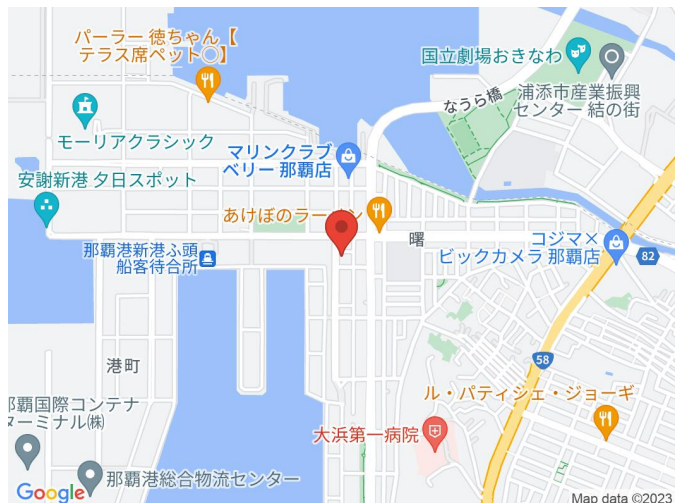 パーラー 徳ちゃん【
テラス席ペット○】
国立劇場おきなわ
浦添市産業振興
センター 結の街
なうら橋
モーリアクラシック
マリンクラブ
ベリー 那覇店
安謝新港 夕日スポット
あけぼのラーメン
曙
コジマ×
ビックカメラ 那覇店
82
那覇港新港ふ頭
船客待合所
58
港町
ル・パティシェ・ジョーギ
那覇国際コンテナ
ターミナル(株)
大浜第一病院
那覇港総合物流センター
Google
Map data ©2023